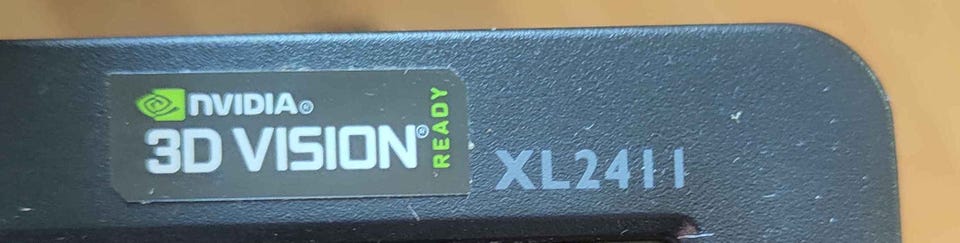 NVIDIA®
3D VISION® READY
XL2411